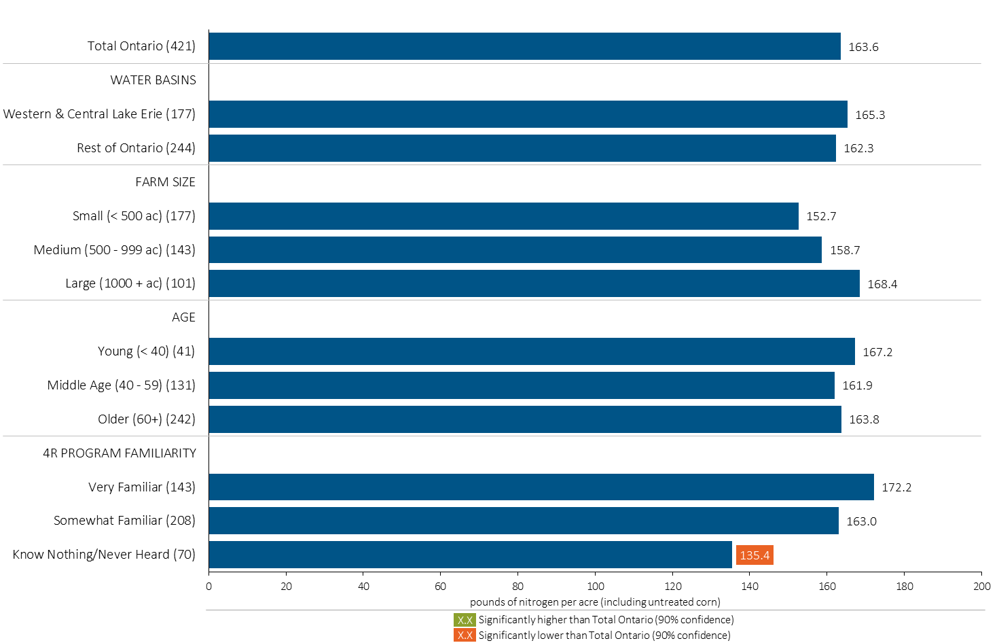 Total Ontario (421) 163.6
WATER BASINS
Western & Central Lake Erie (177) 165.3
Rest of Ontario (244) 162.3
FARM SIZE
Small (< 500 ac) (177) 152.7
Medium (500 - 999 ac) (143) 158.7
Large (1000 + ac) (101) 168.4
AGE
Young (< 40) (41) 167.2
Middle Age (40 - 59) (131) 161.9
Older (60+) (242) 163.8
4R PROGRAM FAMILIARITY
Very Familiar (143) 172.2
Somewhat Familiar (208) 163.0
Know Nothing/Never Heard (70) 135.4
0 20 40 60 80 100 120 140 160 180 200
pounds of nitrogen per acre (including untreated corn)
X.X Significantly higher than Total Ontario (90% confidence)
X.X Significantly lower than Total Ontario (90% confidence)